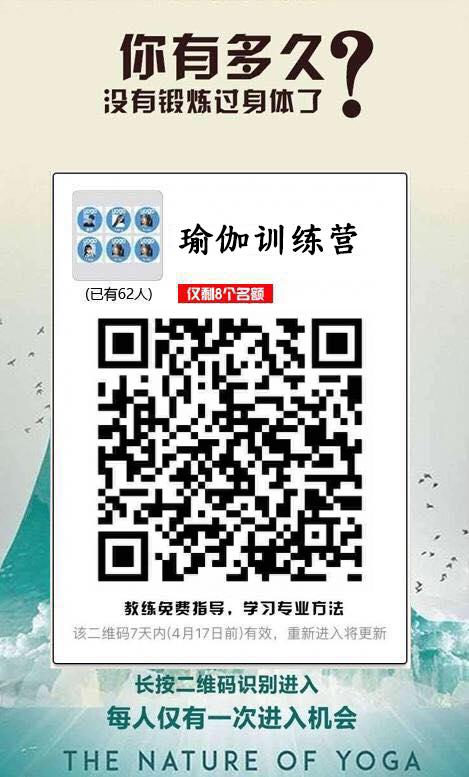 你有多久?
没有锻炼过身体了
yoga yoga yoga
yoga
瑜伽训练营
(已有62人)
仅剩8个名额
教练免费指导，学习专业方法
该二维码7天内(4月17日前)有效，重新进入将更新
长按二维码识别进入
每人仅有一次进入机会
THE NATURE OF YOGA